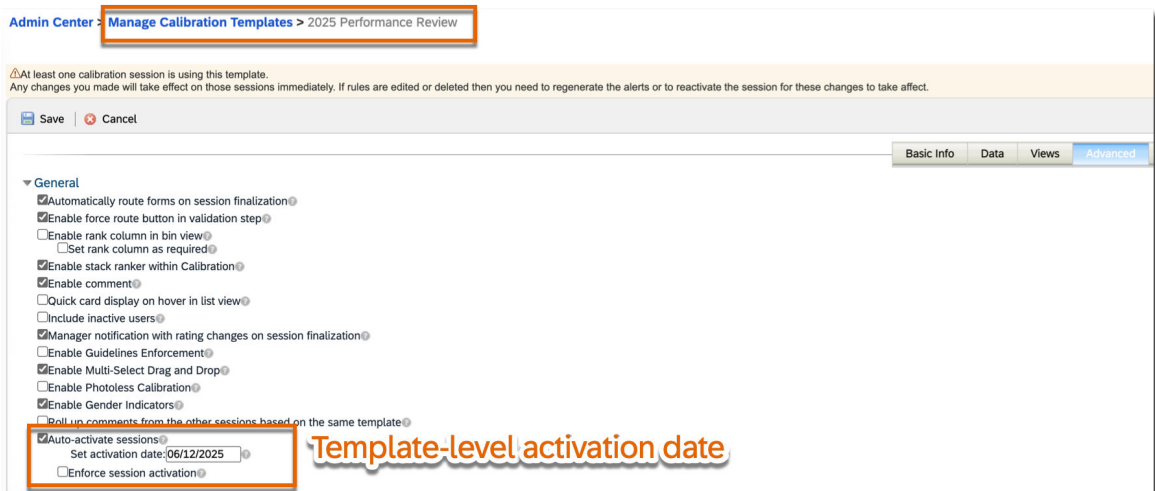 Admin Center > Manage Calibration Templates > 2025 Performance Review
At least one calibration session is using this template.
Any changes you made will take effect on those sessions immediately. If rules are edited or deleted then you need to regenerate the alerts or to reactivate the session for these changes to take affect.
Save Cancel
Basic Info Data Views Advanced
General
Automatically route forms on session finalization
Enable force route button in validation step
Enable rank column in bin view
Set rank column as required
Enable stack ranker within Calibration
Enable comment
Quick card display on hover in list view
Include inactive users
Manager notification with rating changes on session finalization
Enable Guidelines Enforcement
Enable Multi-Select Drag and Drop
Enable Photoless Calibration
Enable Gender Indicators
Roll up comments from the other sessions based on the same template
Auto-activate sessions
Set activation date: 06/12/2025
Enforce session activation
Template-level activation date